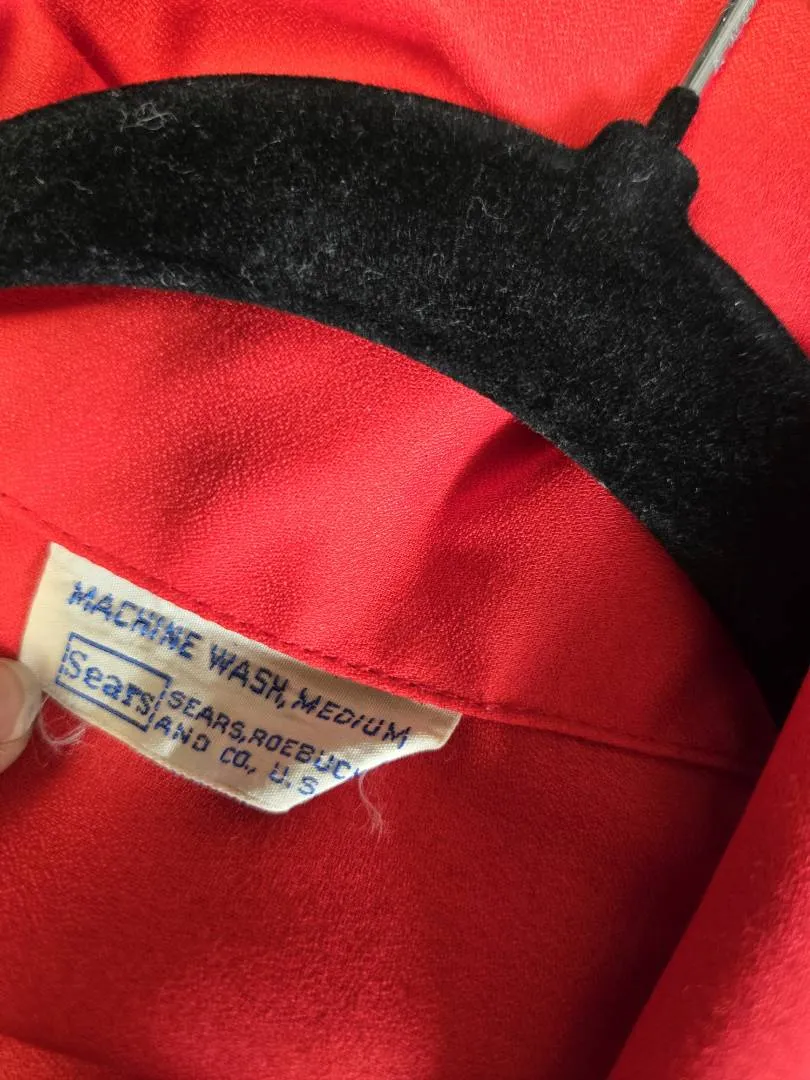 MACHINE WASH, MEDIUM
Sears
SEARS, ROEBUCK
AND CO., U.S